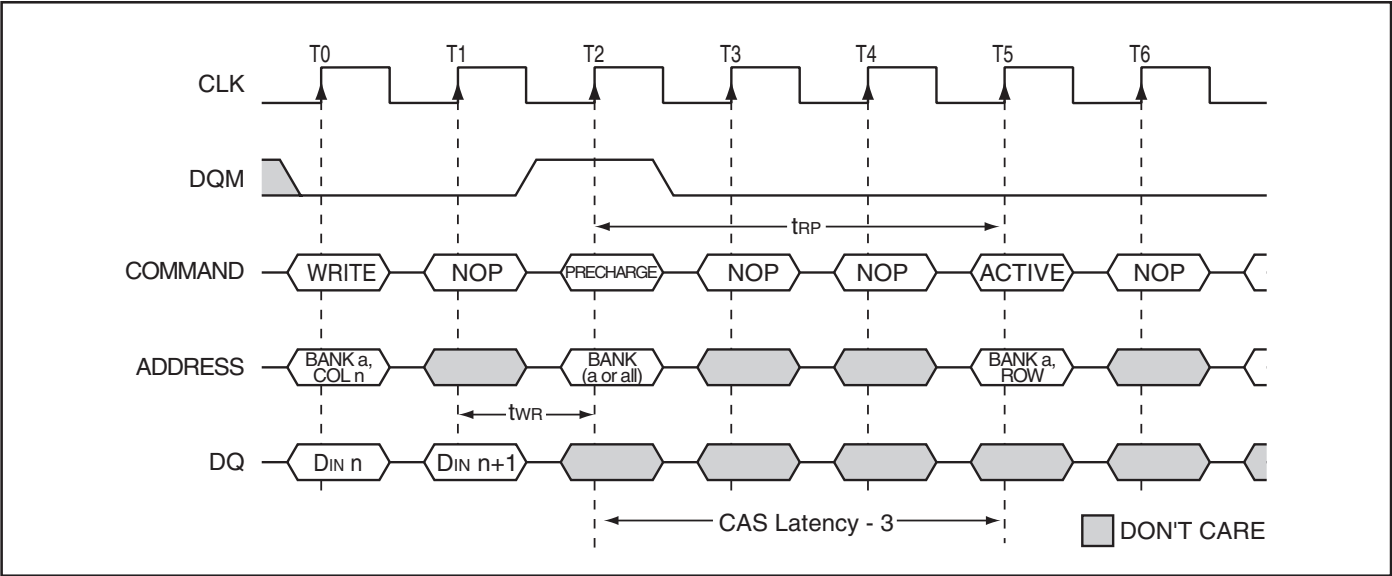 T0 T1 T2 T3 T4 T5 T6
CLK
DQM
tRP
COMMAND WRITE NOP PRECHARGE NOP NOP ACTIVE NOP
ADDRESS BANK a, COL n BANK (a or all) BANK a, ROW
tWR
DQ DIN n DIN n+1
CAS Latency - 3
DON'T CARE